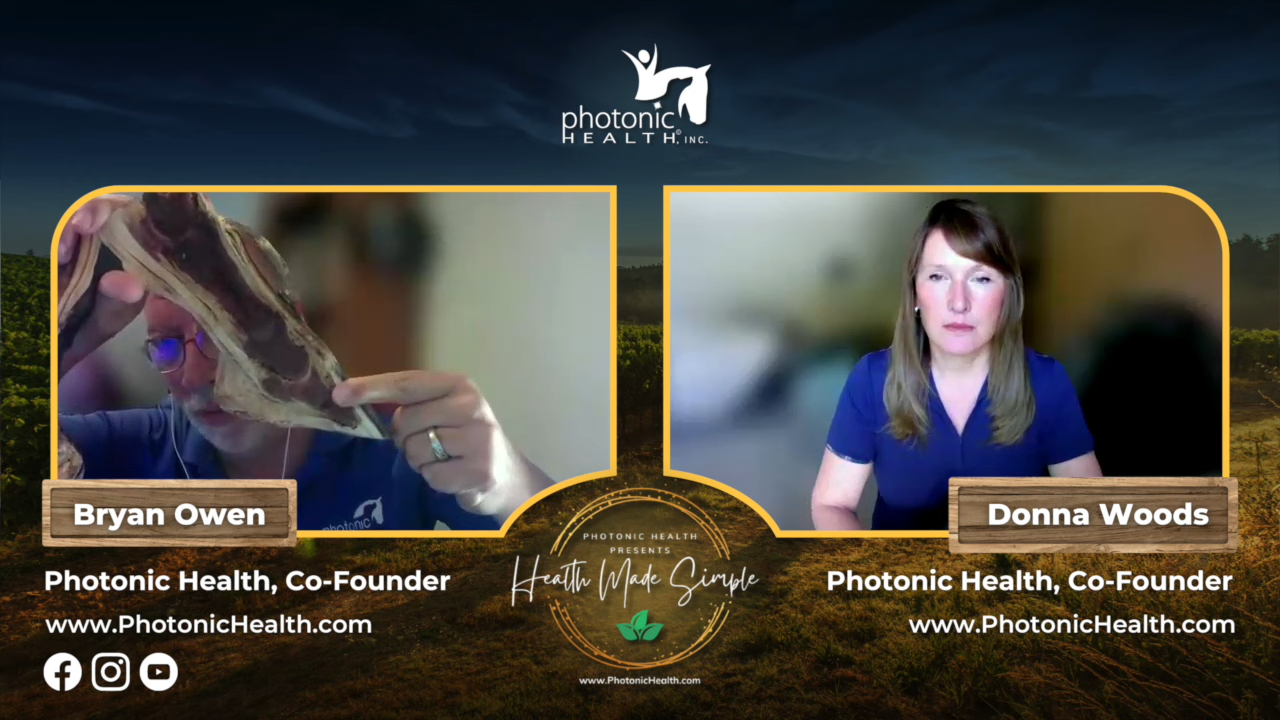 photonic
HEALTH, INC.
©
photonic
Bryan Owen
Donna Woods
PHOTONIC HEALTH
PRESENTS
Health Made Simple
Photonic Health, Co-Founder
www.PhotonicHealth.com
Photonic Health, Co-Founder
www.PhotonicHealth.com
www.PhotonicHealth.com